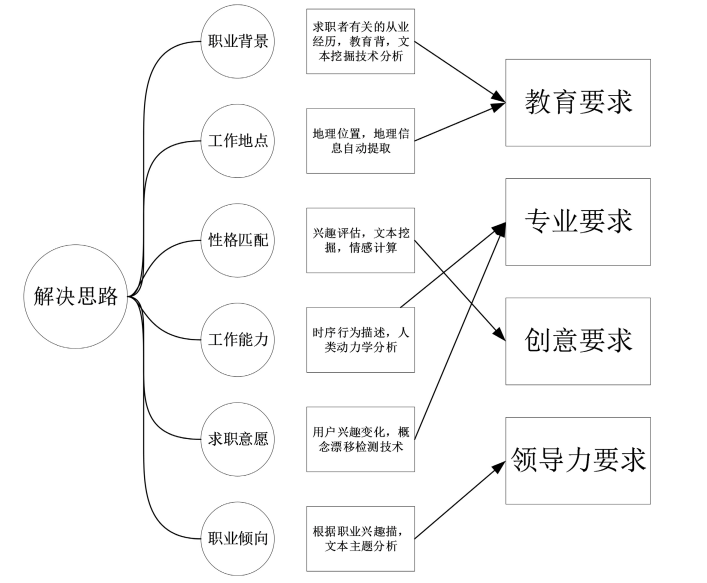 解决思路
职业背景
求职者有关的从业
经历，教育背，文
本挖掘技术分析
工作地点
地理位置，地理信
息自动提取
性格匹配
兴趣评估，文本挖
掘，情感计算
工作能力
时序行为描述，人
类动力学分析
求职意愿
用户兴趣变化，概
念漂移检测技术
职业倾向
根据职业兴趣描，
文本主题分析
教育要求
专业要求
创意要求
领导力要求